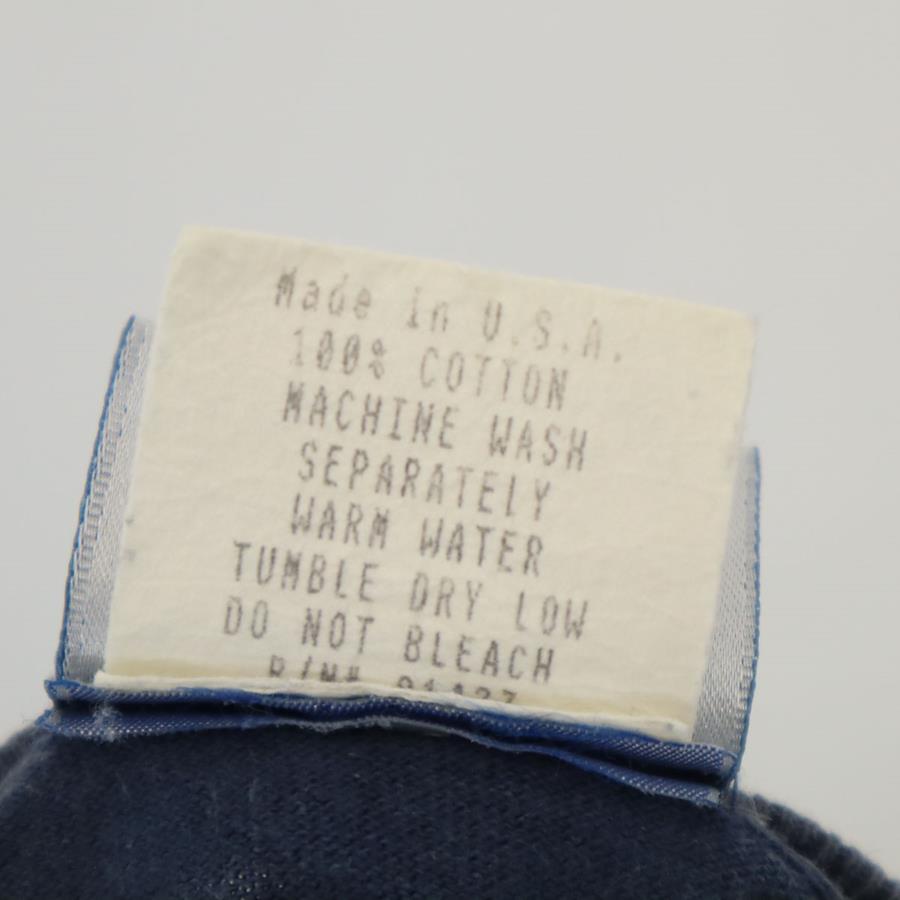 Made in U.S.A.
100% COTTON
MACHINE WASH
SEPARATELY
WARM WATER
TUMBLE DRY LOW
DO NOT BLEACH